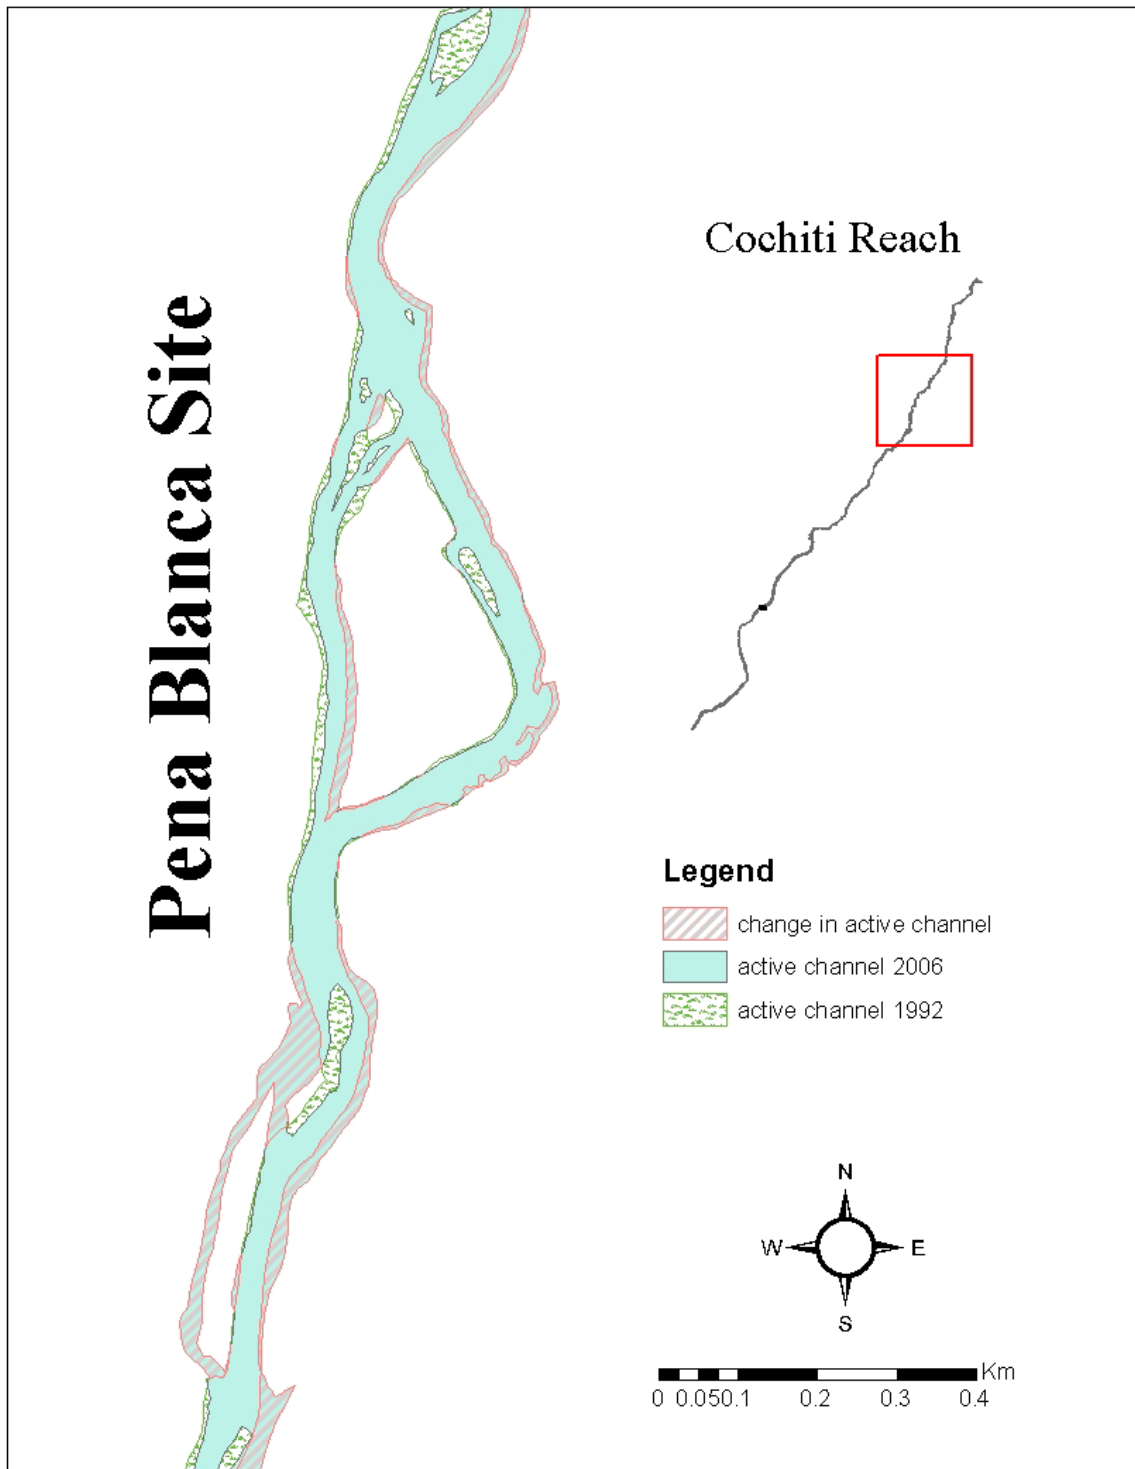 Pena Blanca Site
Cochiti Reach
Legend
change in active channel
active channel 2006
active channel 1992
N
W E
S
Km
0 0.050.1 0.2 0.3 0.4